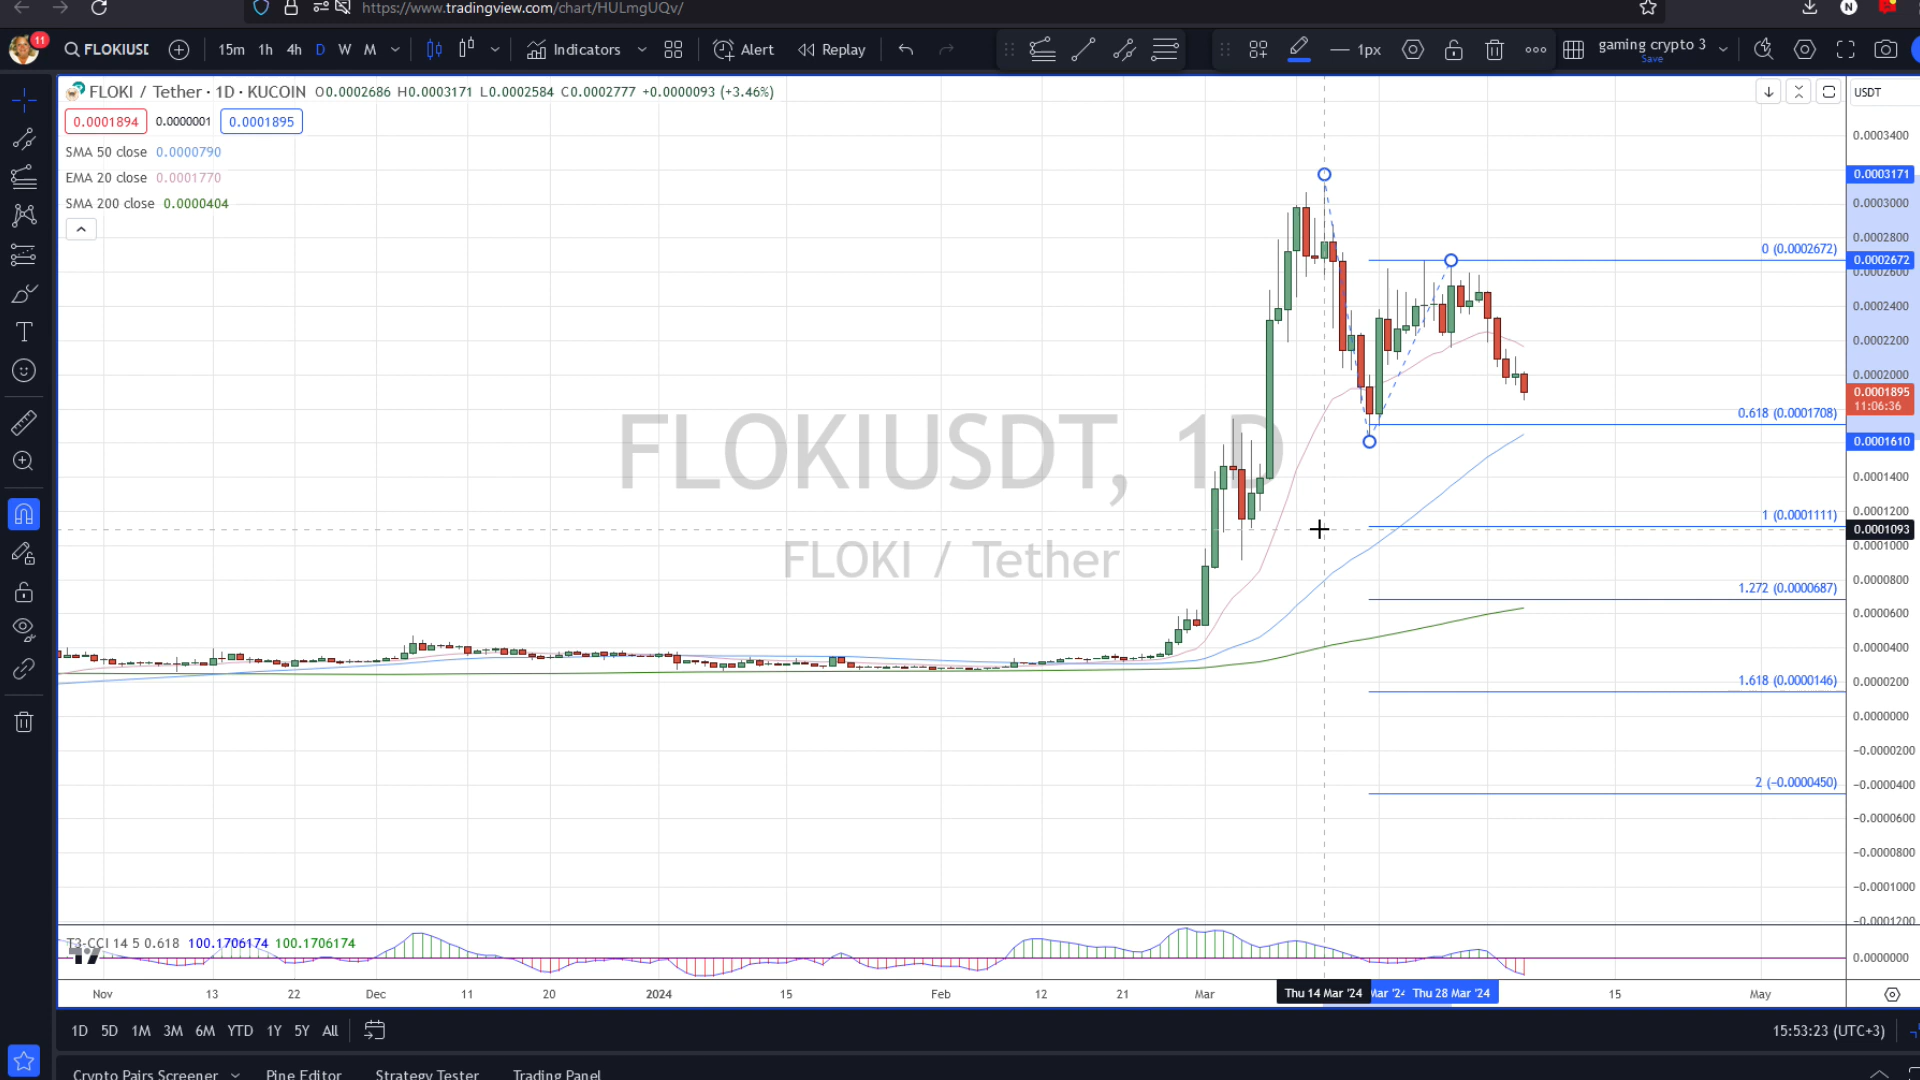 https://www.tradingview.com/chart/HULmgUQv/
11
FLOKIUSD
15m 1h 4h D W M
Indicators
Alert
Replay
1px
gaming crypto 3
Save
FLOKI / Tether · 1D · KUCOIN O0.0002686 H0.0003171 L0.0002584 C0.0002777 +0.0000093 (+3.46%)
USDT
0.0001894 0.0000001 0.0001895
SMA 50 close 0.0000790
EMA 20 close 0.0001770
SMA 200 close 0.0000404
FLOKIUSDT, 1D
FLOKI / Tether
0 (0.0002672)
0.618 (0.0001708)
1 (0.0001111)
1.272 (0.0000687)
1.618 (0.0000146)
2 (−0.0000450)
0.0003400
0.0003171
0.0003000
0.0002800
0.0002672
0.0002600
0.0002400
0.0002200
0.0002000
0.0001895
11:06:36
0.0001610
0.0001400
0.0001200
0.0001093
0.0001000
0.0000800
0.0000600
0.0000400
0.0000200
0.0000000
−0.0000200
−0.0000400
−0.0000600
−0.0000800
−0.0001000
−0.0001200
T3-CCI 14 5 0.618 100.1706174 100.1706174
0.0000000
Nov 13 22 Dec 11 20 2024 15 Feb 12 21 Mar Thu 14 Mar '24 Mar '24 Thu 28 Mar '24 15 May
1D 5D 1M 3M 6M YTD 1Y 5Y All
15:53:23 (UTC+3)
Crypto Pairs Screener Pine Editor Strategy Tester Trading Panel